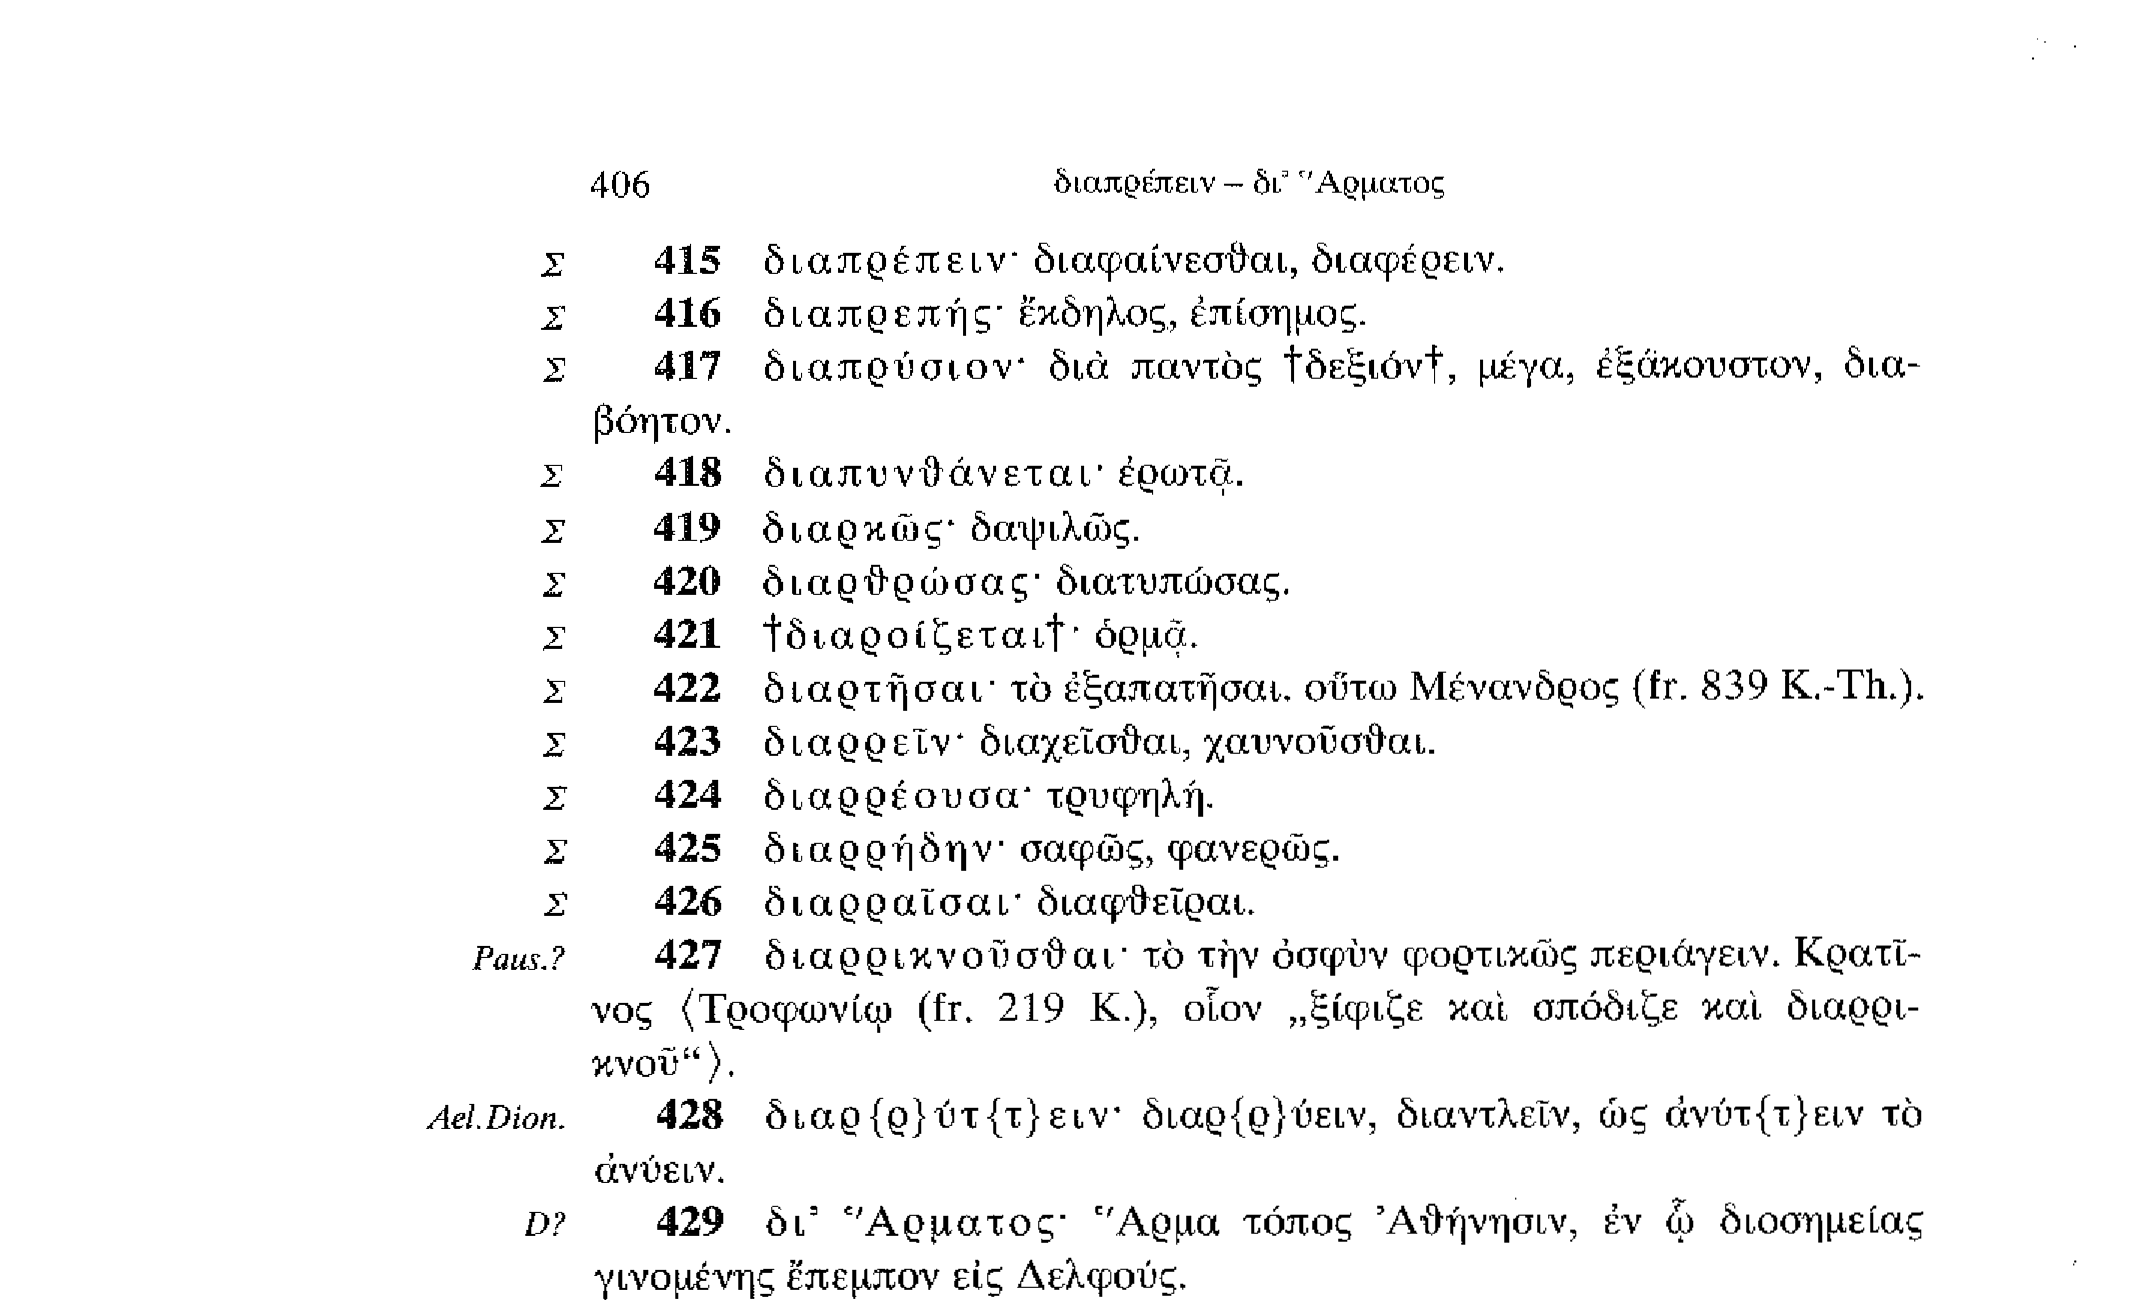 406 διαπρέπειν – δι’ Ἅρματος
Σ 415 διαπρέπειν· διαφαίνεσθαι, διαφέρειν.
Σ 416 διαπρεπής· ἔκδηλος, ἐπίσημος.
Σ 417 διαπρύσιον· διὰ παντὸς †δεξιόν†, μέγα, ἐξάκουστον, δια-
βόητον.
Σ 418 διαπυνθάνεται· ἐρωτᾷ.
Σ 419 διαρκῶς· δαψιλῶς.
Σ 420 διαρθρώσας· διατυπώσας.
Σ 421 †διαροίζεται†· ὁρμᾷ.
Σ 422 διαρτῆσαι· τὸ ἐξαπατῆσαι. οὕτω Μένανδρος (fr. 839 K.-Th.).
Σ 423 διαρρεῖν· διαχεῖσθαι, χαυνοῦσθαι.
Σ 424 διαρρέουσα· τρυφηλή.
Σ 425 διαρρήδην· σαφῶς, φανερῶς.
Σ 426 διαρραῖσαι· διαφθεῖραι.
Paus.? 427 διαρρικνοῦσθαι· τὸ τὴν ὀσφὺν φορτικῶς περιάγειν. Κρατῖ-
νος ⟨Τροφωνίῳ (fr. 219 K.), οἷον „ξίφιζε καὶ σπόδιζε καὶ διαρρι-
κνοῦ“⟩.
Ael.Dion. 428 διαρ{ρ}ύτ{τ}ειν· διαρ{ρ}ύειν, διαντλεῖν, ὡς ἀνύτ{τ}ειν τὸ
ἀνύειν.
D? 429 δι’ Ἅρματος· Ἅρμα τόπος Ἀθήνησιν, ἐν ᾧ διοσημείας
γινομένης ἔπεμπον εἰς Δελφούς.